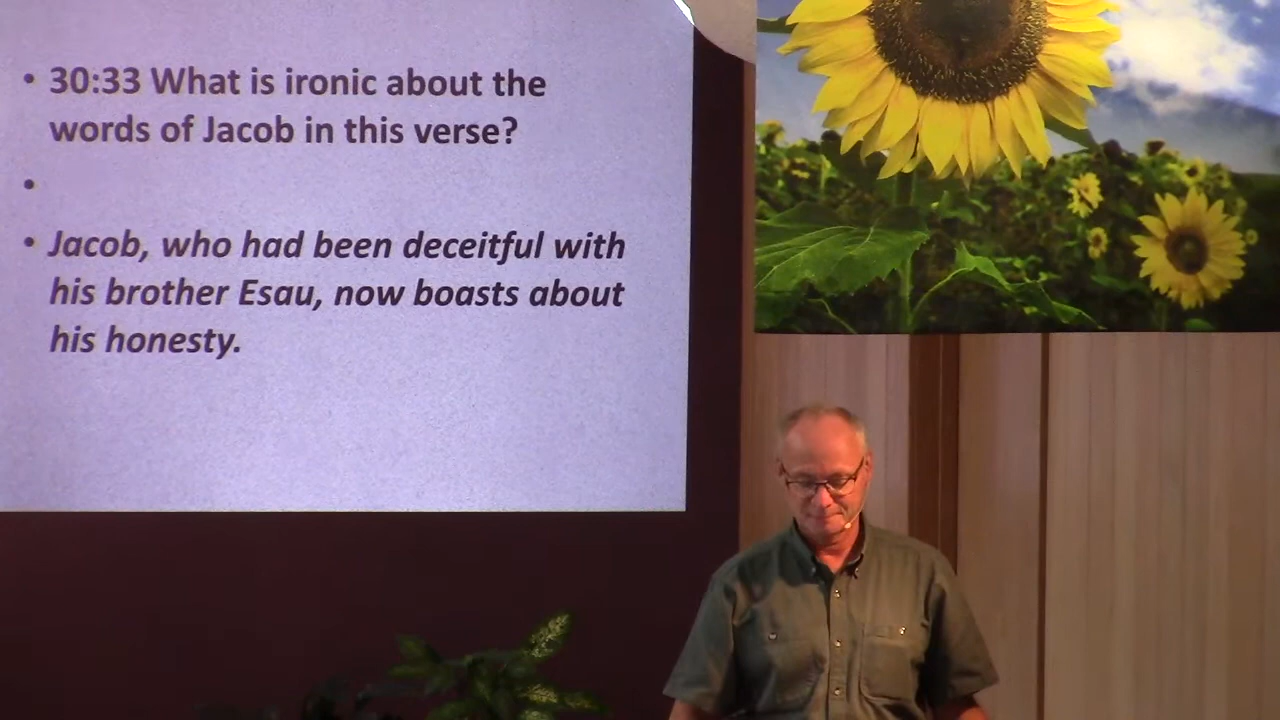 • 30:33 What is ironic about the
words of Jacob in this verse?
•
• Jacob, who had been deceitful with
his brother Esau, now boasts about
his honesty.